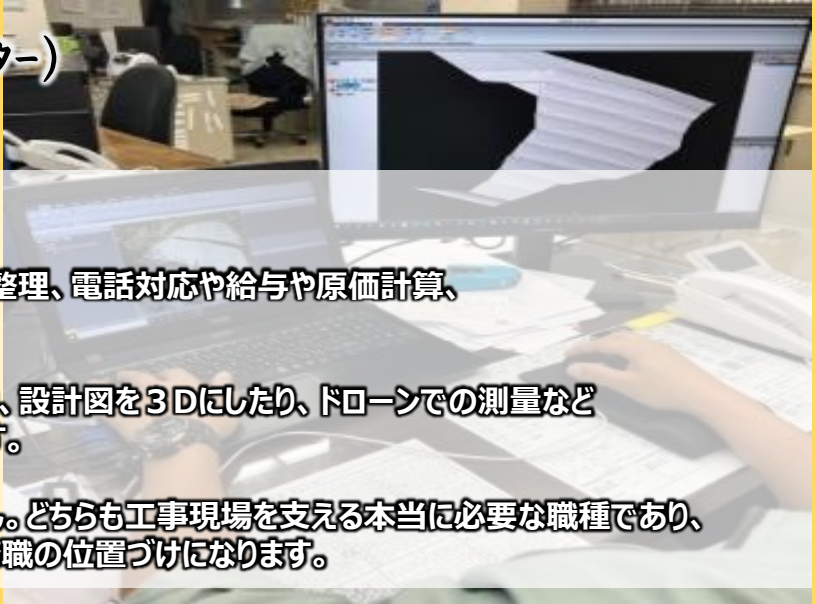 ター)
整理、電話対応や給与や原価計算、
、設計図を３Dにしたり、ドローンでの測量など
す。
ん。どちらも工事現場を支える本当に必要な職種であり、
職の位置づけになります。